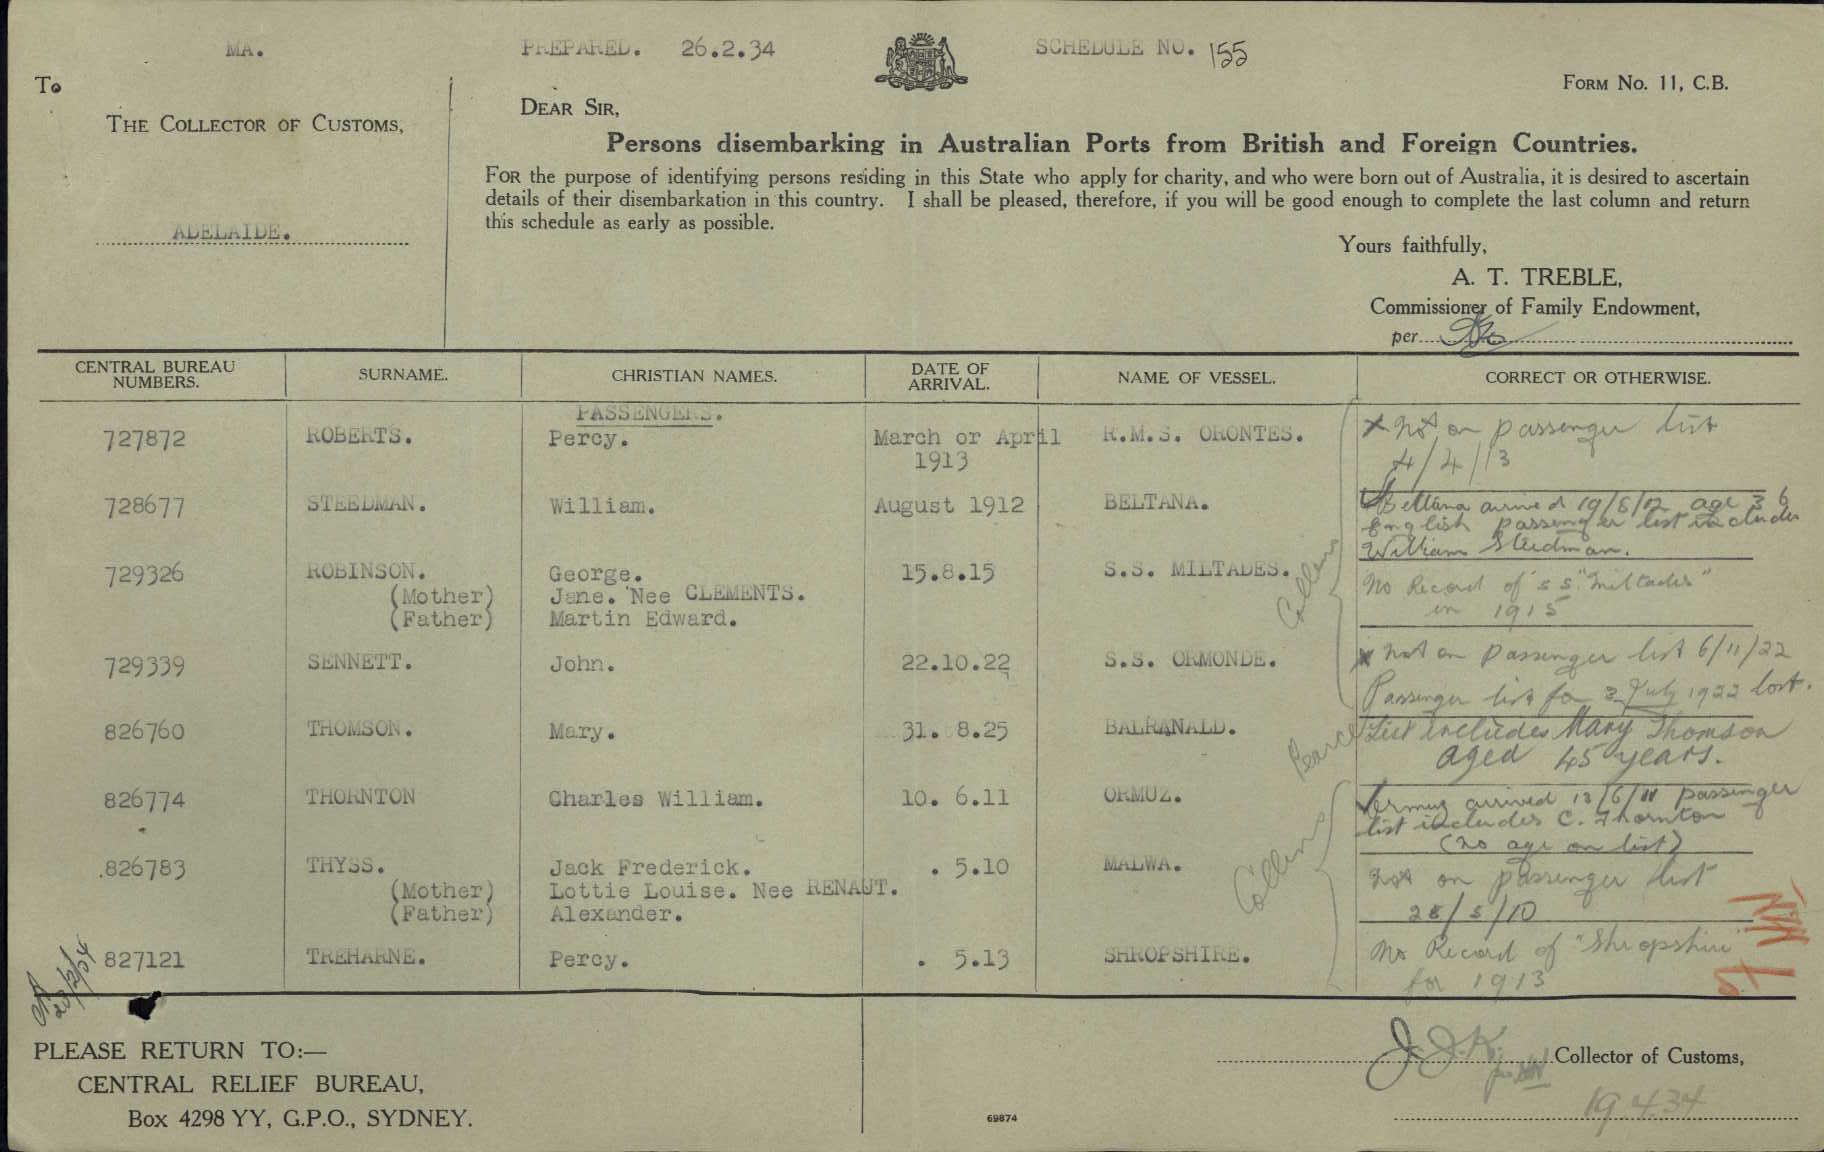 MA. PREPARED. 26.2.34 SCHEDULE NO. 155
To
FORM No. 11, C.B.
THE COLLECTOR OF CUSTOMS,
ADELAIDE.
DEAR SIR,
Persons disembarking in Australian Ports from British and Foreign Countries.
FOR the purpose of identifying persons residing in this State who apply for charity, and who were born out of Australia, it is desired to ascertain
details of their disembarkation in this country. I shall be pleased, therefore, if you will be good enough to complete the last column and return
this schedule as early as possible.
Yours faithfully,
A. T. TREBLE,
Commissioner of Family Endowment,
per
CENTRAL BUREAU NUMBERS. SURNAME. CHRISTIAN NAMES. DATE OF ARRIVAL. NAME OF VESSEL. CORRECT OR OTHERWISE.
PASSENGERS.
727872 ROBERTS. Percy. March or April 1913 R.M.S. ORONTES. x Not on passenger list
4/4/13
728677 STEEDMAN. William. August 1912 BELTANA. Beltana arrived 19/8/12 age 36
English passenger list includes
William Steedman.
729326 ROBINSON. George. 15.8.15 S.S. MILTADES. No Record of S S. "Miltades"
(Mother) Jane. Nee CLEMENTS. in 1915
(Father) Martin Edward.
Collins
729339 SENNETT. John. 22.10.22 S.S. ORMONDE. x Not on passenger list 6/11/22
Passenger list for 3 July 1922 lost.
826760 THOMSON. Mary. 31. 8.25 BALRANALD. List includes Mary Thomson
aged 45 years.
Pearce
826774 THORNTON Charles William. 10. 6.11 ORMUZ. Ormuz arrived 13/6/11 passenger
list includes C. Thornton
(no age on list)
Collins
.826783 THYSS. Jack Frederick. . 5.10 MALWA. Not on passenger list
(Mother) Lottie Louise. Nee RENAUT. 28/5/10
(Father) Alexander.
827121 TREHARNE. Percy. . 5.13 SHROPSHIRE. No Record of "Shropshire"
for 1913
PLEASE RETURN TO:—
CENTRAL RELIEF BUREAU,
Box 4298 YY, G.P.O., SYDNEY.
69874
Collector of Customs,
19.4.34